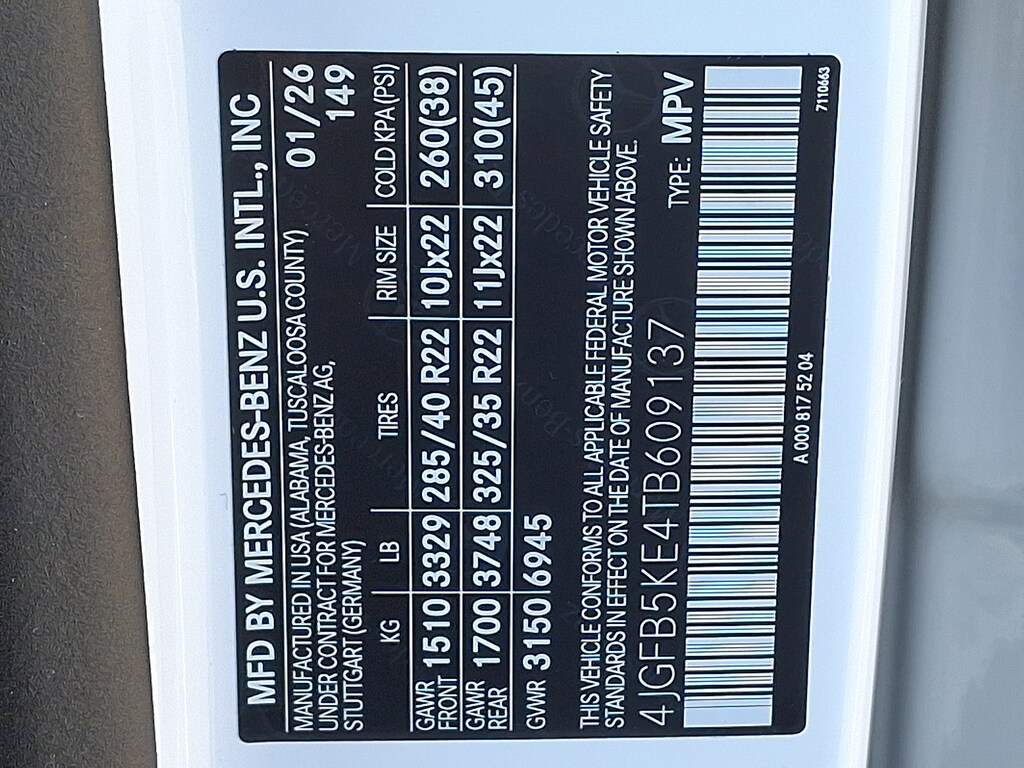 MFD BY MERCEDES-BENZ U.S. INTL., INC
MANUFACTURED IN USA (ALABAMA, TUSCALOOSA COUNTY) 01/26
UNDER CONTRACT FOR MERCEDES-BENZ AG, 149
STUTTGART (GERMANY)
KG LB TIRES RIM SIZE COLD KPA(PSI)
GAWR FRONT 1510 3329 285/40 R22 10Jx22 260(38)
GAWR REAR 1700 3748 325/35 R22 11Jx22 310(45)
GVWR 3150 6945
THIS VEHICLE CONFORMS TO ALL APPLICABLE FEDERAL MOTOR VEHICLE SAFETY
STANDARDS IN EFFECT ON THE DATE OF MANUFACTURE SHOWN ABOVE.
4JGFB5KE4TB609137 TYPE: MPV
A 000 817 52 04 7110663